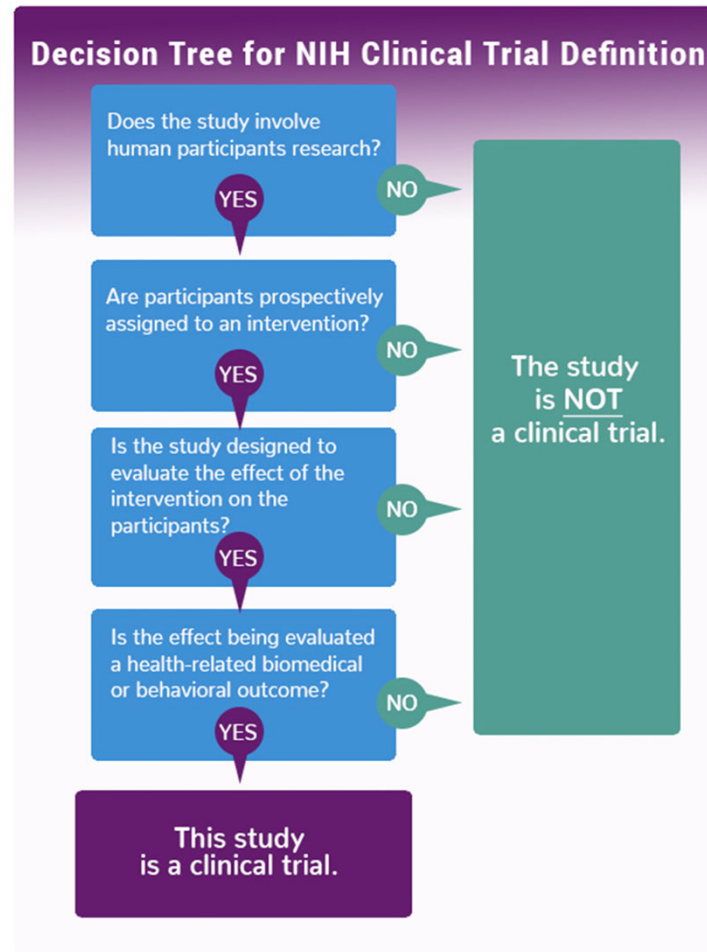 Decision Tree for NIH Clinical Trial Definition
Does the study involve
human participants research?
YES
NO
Are participants prospectively
assigned to an intervention?
YES
NO
Is the study designed to
evaluate the effect of the
intervention on the
participants?
YES
NO
Is the effect being evaluated
a health-related biomedical
or behavioral outcome?
YES
NO
The study
is NOT
a clinical trial.
This study
is a clinical trial.